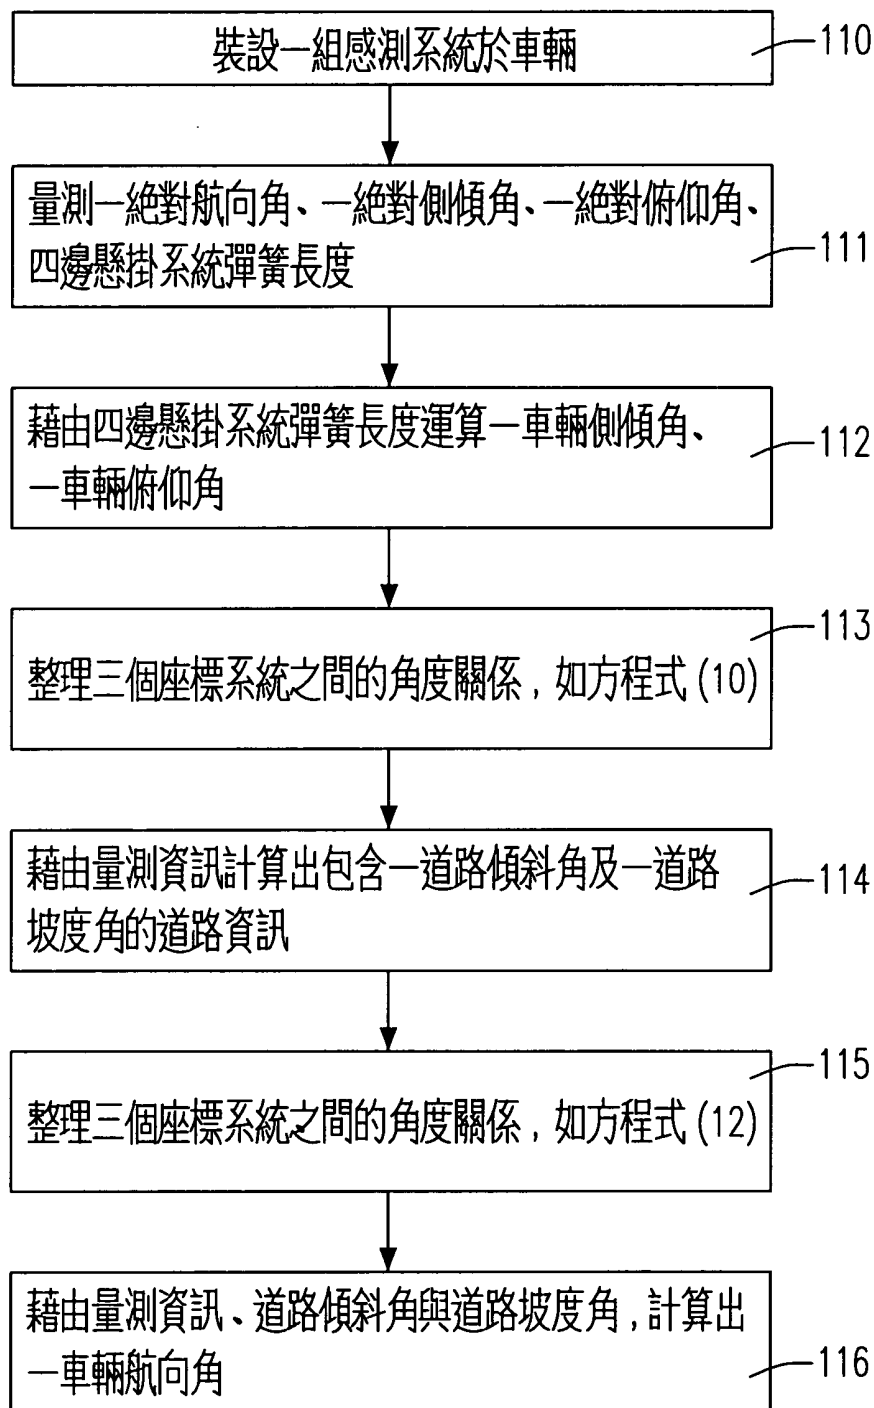 裝設一組感測系統於車輛
110
量測一絕對航向角、一絕對側傾角、一絕對俯仰角、
四邊懸掛系統彈簧長度
111
藉由四邊懸掛系統彈簧長度運算一車輛側傾角、
一車輛俯仰角
112
整理三個座標系統之間的角度關係,如方程式(10)
113
藉由量測資訊計算出包含一道路傾斜角及一道路
坡度角的道路資訊
114
整理三個座標系統之間的角度關係,如方程式(12)
115
藉由量測資訊、道路傾斜角與道路坡度角,計算出
一車輛航向角
116